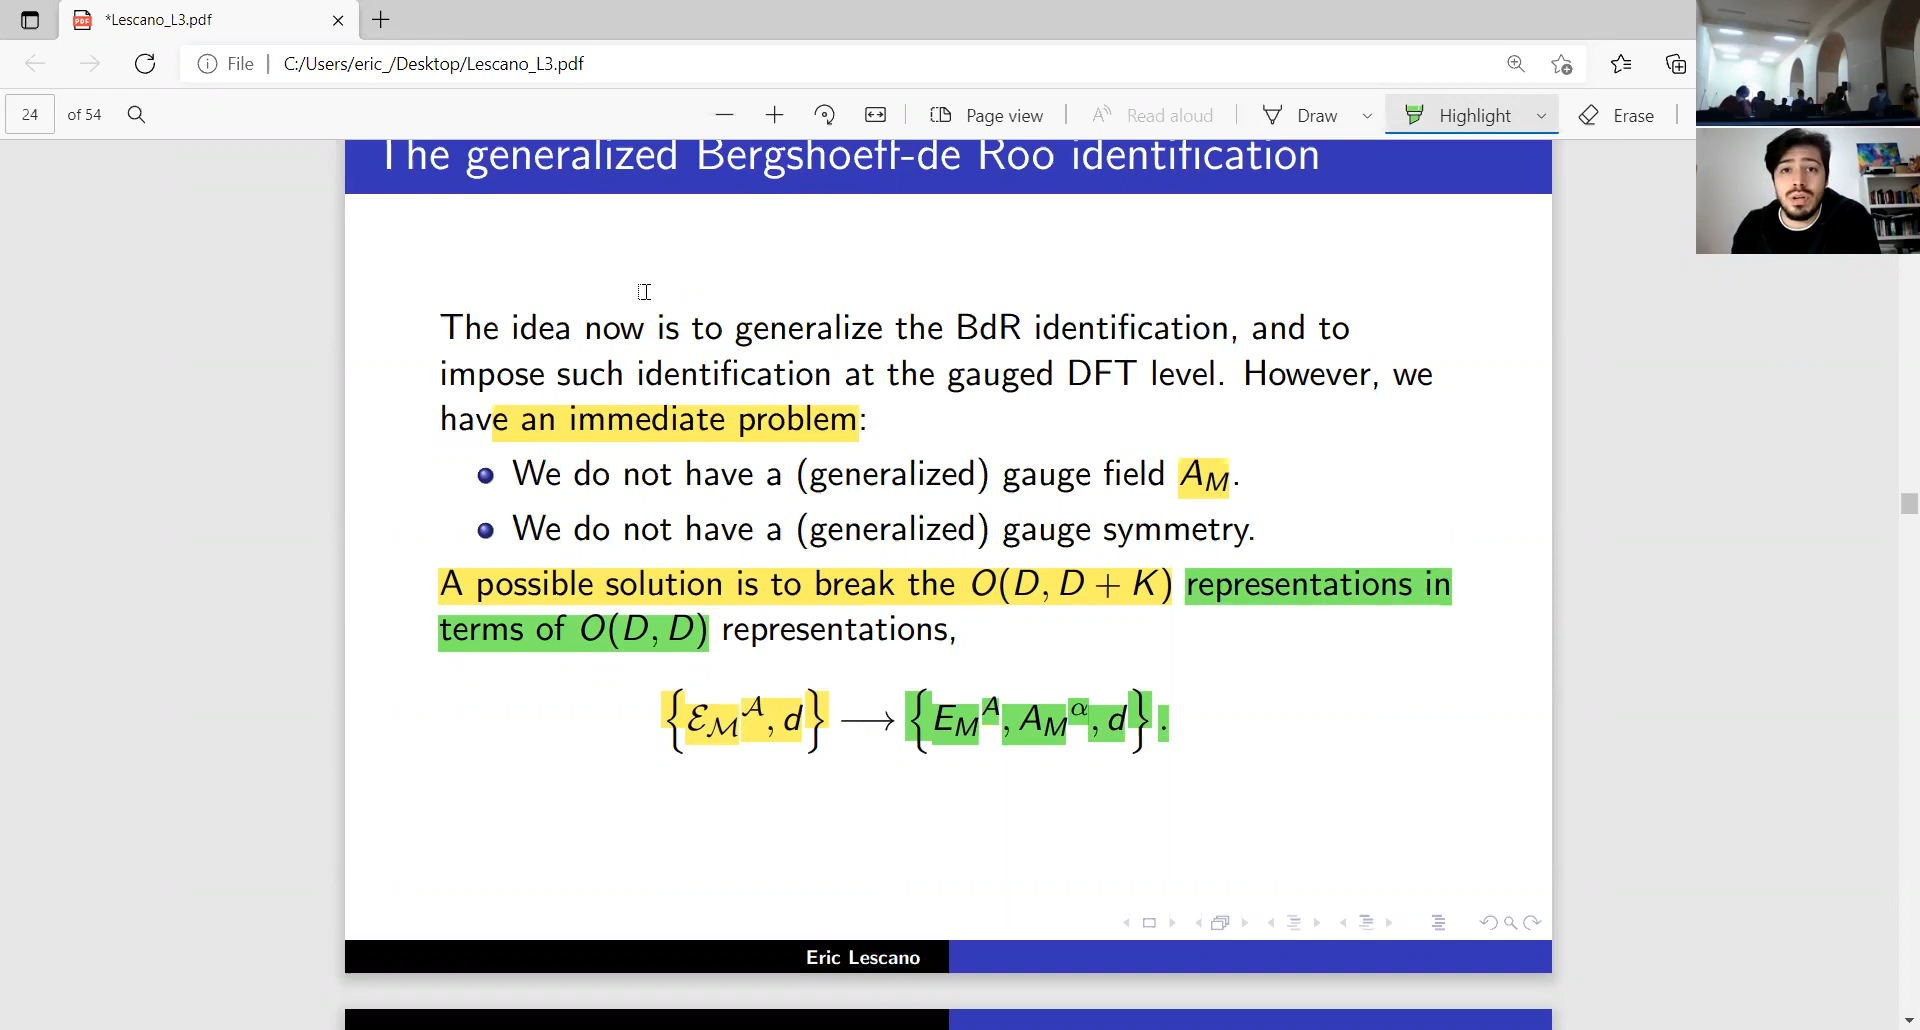 *Lescano_L3.pdf
File | C:/Users/eric_/Desktop/Lescano_L3.pdf
24 of 54 Page view Read aloud Draw Highlight Erase
The generalized Bergshoeff-de Roo identification
The idea now is to generalize the BdR identification, and to
impose such identification at the gauged DFT level. However, we
have an immediate problem:
We do not have a (generalized) gauge field A_M.
We do not have a (generalized) gauge symmetry.
A possible solution is to break the O(D, D + K) representations in
terms of O(D, D) representations,
{ℰ_ℳ^𝒜, d} ⟶ {E_M^A, A_M^α, d}.
Eric Lescano